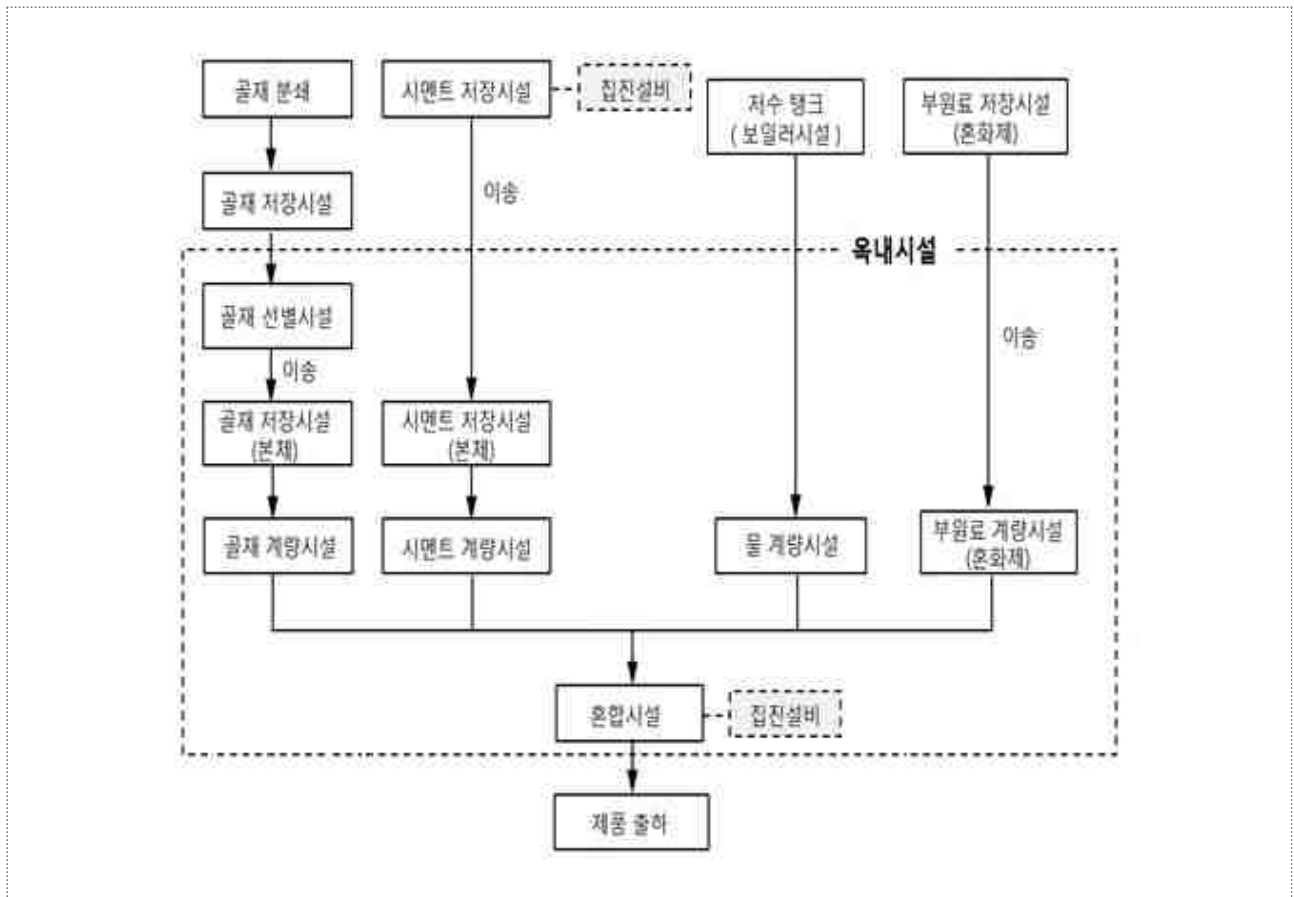 골재 분쇄
시멘트 저장시설
집진설비
저수 탱크
( 보일러시설 )
부원료 저장시설
(혼화제)
이송
골재 저장시설
옥내시설
골재 선별시설
이송
이송
골재 저장시설
(본제)
시멘트 저장시설
(본제)
골재 계량시설
시멘트 계량시설
물 계량시설
부원료 계량시설
(혼화제)
혼합시설
집진설비
제품 출하